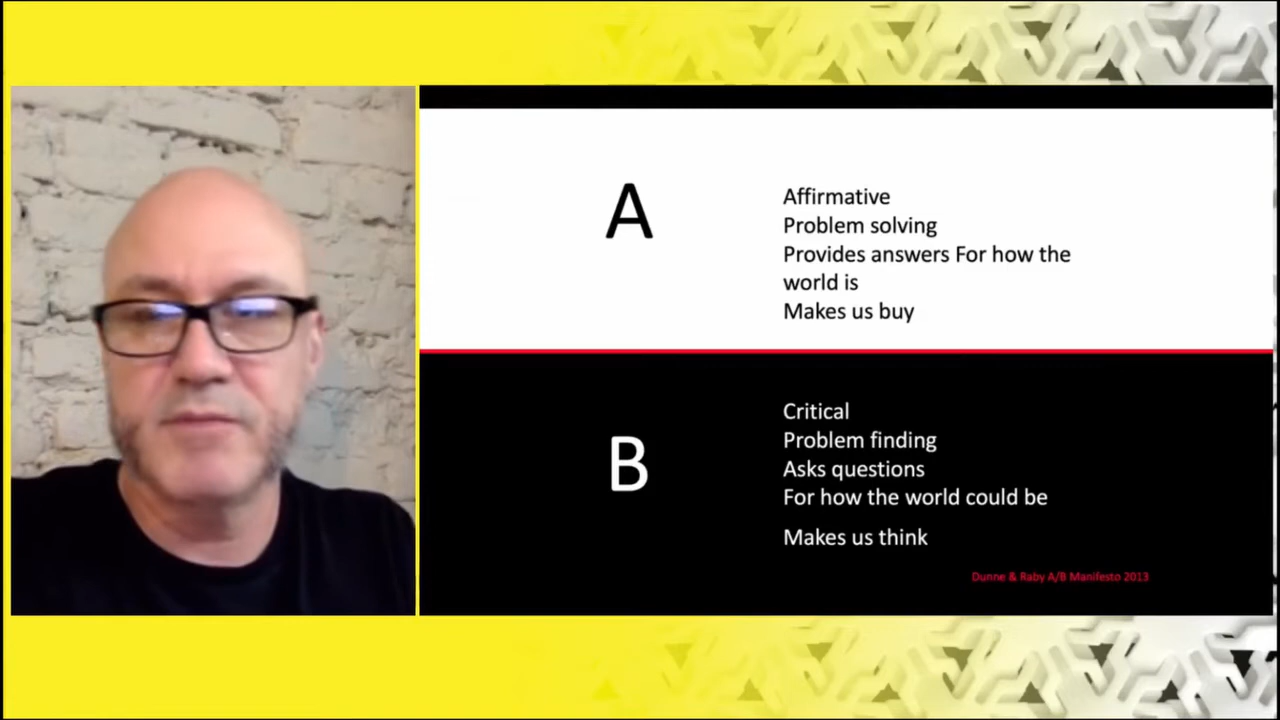 A
Affirmative
Problem solving
Provides answers For how the
world is
Makes us buy
B
Critical
Problem finding
Asks questions
For how the world could be
Makes us think
Dunne & Raby A/B Manifesto 2013